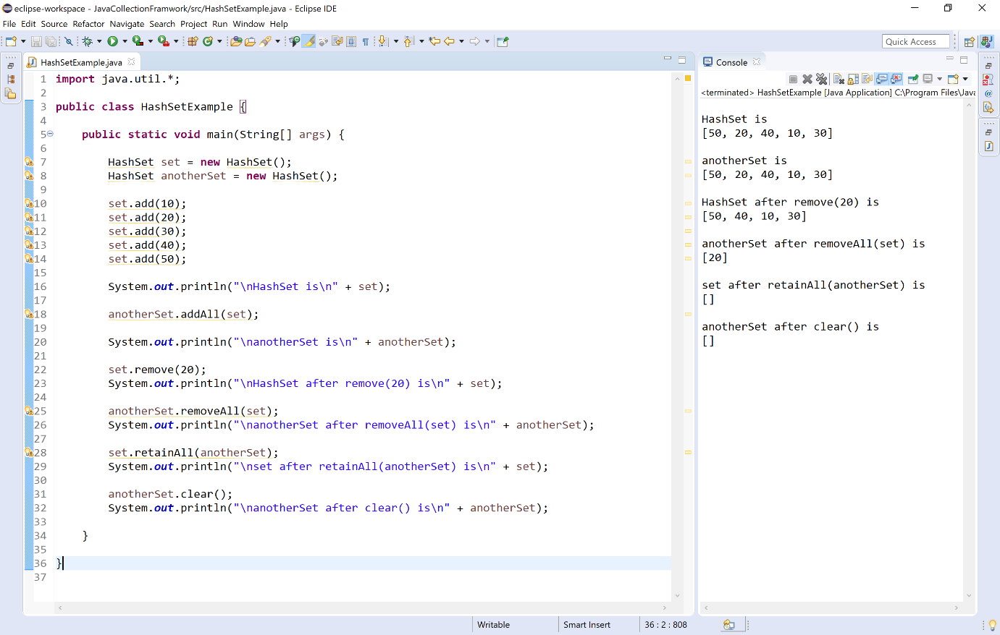 eclipse-workspace - JavaCollectionFramwork/src/HashSetExample.java - Eclipse IDE
File Edit Source Refactor Navigate Search Project Run Window Help
Quick Access
HashSetExample.java
1 import java.util.*;
2
3 public class HashSetExample {
4
5     public static void main(String[] args) {
6
7         HashSet set = new HashSet();
8         HashSet anotherSet = new HashSet();
9
10         set.add(10);
11         set.add(20);
12         set.add(30);
13         set.add(40);
14         set.add(50);
15
16         System.out.println("\nHashSet is\n" + set);
17
18         anotherSet.addAll(set);
19
20         System.out.println("\nanotherSet is\n" + anotherSet);
21
22         set.remove(20);
23         System.out.println("\nHashSet after remove(20) is\n" + set);
24
25         anotherSet.removeAll(set);
26         System.out.println("\nanotherSet after removeAll(set) is\n" + anotherSet);
27
28         set.retainAll(anotherSet);
29         System.out.println("\nset after retainAll(anotherSet) is\n" + set);
30
31         anotherSet.clear();
32         System.out.println("\nanotherSet after clear() is\n" + anotherSet);
33
34     }
35
36 }
37
Console
<terminated> HashSetExample [Java Application] C:\Program Files\Java
HashSet is
[50, 20, 40, 10, 30]
anotherSet is
[50, 20, 40, 10, 30]
HashSet after remove(20) is
[50, 40, 10, 30]
anotherSet after removeAll(set) is
[20]
set after retainAll(anotherSet) is
[]
anotherSet after clear() is
[]
Writable
Smart Insert
36 : 2 : 808